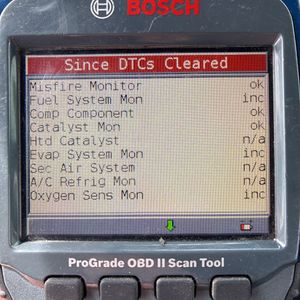 BOSCH
Since DTCs Cleared
Misfire Monitor ok
Fuel System Mon inc
Comp Component ok
Catalyst Mon ok
Htd Catalyst n/a
Evap System Mon inc
Sec Air System n/a
A/C Refrig Mon n/a
Oxygen Sens Mon inc
ProGrade OBD II Scan Tool